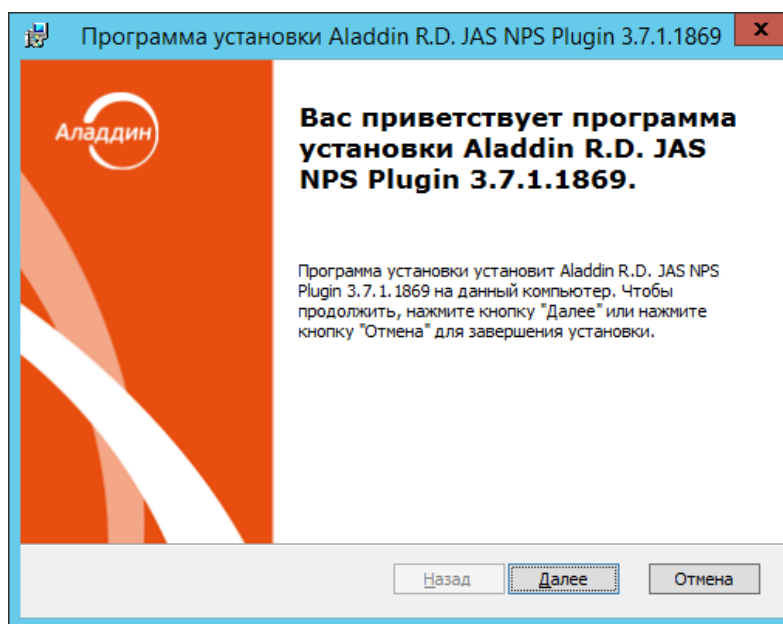 Программа установки Aladdin R.D. JAS NPS Plugin 3.7.1.1869
x
Аладдин
Вас приветствует программа
установки Aladdin R.D. JAS
NPS Plugin 3.7.1.1869.
Программа установки установит Aladdin R.D. JAS NPS
Plugin 3.7.1.1869 на данный компьютер. Чтобы
продолжить, нажмите кнопку "Далее" или нажмите
кнопку "Отмена" для завершения установки.
Назад Далее Отмена